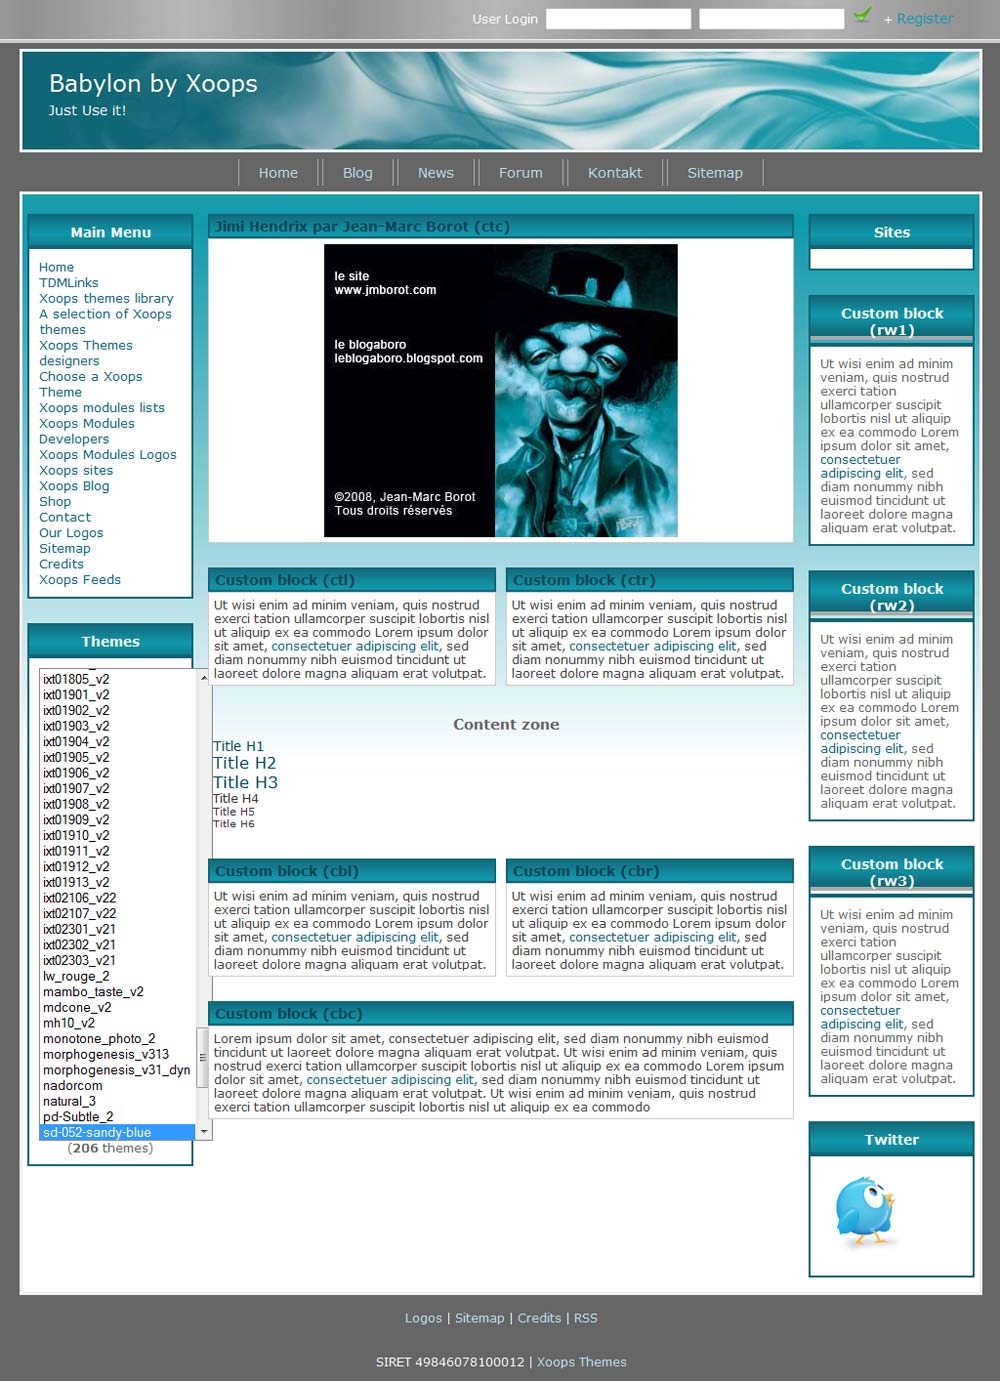 User Login
+ Register
Babylon by Xoops
Just Use it!
Home
Blog
News
Forum
Kontakt
Sitemap
Main Menu
Home
TDMLinks
Xoops themes library
A selection of Xoops
themes
Xoops Themes
designers
Choose a Xoops
Theme
Xoops modules lists
Xoops Modules
Developers
Xoops Modules Logos
Xoops sites
Xoops Blog
Shop
Contact
Our Logos
Sitemap
Credits
Xoops Feeds
Themes
ixt01805_v2
ixt01901_v2
ixt01902_v2
ixt01903_v2
ixt01904_v2
ixt01905_v2
ixt01906_v2
ixt01907_v2
ixt01908_v2
ixt01909_v2
ixt01910_v2
ixt01911_v2
ixt01912_v2
ixt01913_v2
ixt02106_v22
ixt02107_v22
ixt02301_v21
ixt02302_v21
ixt02303_v21
lw_rouge_2
mambo_taste_v2
mdcone_v2
mh10_v2
monotone_photo_2
morphogenesis_v313
morphogenesis_v31_dyn
nadorcom
natural_3
pd-Subtle_2
sd-052-sandy-blue
(206 themes)
Jimi Hendrix par Jean-Marc Borot (ctc)
le site
www.jmborot.com
le blogaboro
leblogaboro.blogspot.com
©2008, Jean-Marc Borot
Tous droits réservés
Custom block (ctl)
Ut wisi enim ad minim veniam, quis nostrud
exerci tation ullamcorper suscipit lobortis nisl
ut aliquip ex ea commodo Lorem ipsum dolor
sit amet, consectetuer adipiscing elit, sed
diam nonummy nibh euismod tincidunt ut
laoreet dolore magna aliquam erat volutpat.
Custom block (ctr)
Ut wisi enim ad minim veniam, quis nostrud
exerci tation ullamcorper suscipit lobortis nisl
ut aliquip ex ea commodo Lorem ipsum dolor
sit amet, consectetuer adipiscing elit, sed
diam nonummy nibh euismod tincidunt ut
laoreet dolore magna aliquam erat volutpat.
Content zone
Title H1
Title H2
Title H3
Title H4
Title H5
Title H6
Custom block (cbl)
Ut wisi enim ad minim veniam, quis nostrud
exerci tation ullamcorper suscipit lobortis nisl
ut aliquip ex ea commodo Lorem ipsum dolor
sit amet, consectetuer adipiscing elit, sed
diam nonummy nibh euismod tincidunt ut
laoreet dolore magna aliquam erat volutpat.
Custom block (cbr)
Ut wisi enim ad minim veniam, quis nostrud
exerci tation ullamcorper suscipit lobortis nisl
ut aliquip ex ea commodo Lorem ipsum dolor
sit amet, consectetuer adipiscing elit, sed
diam nonummy nibh euismod tincidunt ut
laoreet dolore magna aliquam erat volutpat.
Custom block (cbc)
Lorem ipsum dolor sit amet, consectetuer adipiscing elit, sed diam nonummy nibh euismod
tincidunt ut laoreet dolore magna aliquam erat volutpat. Ut wisi enim ad minim veniam, quis
nostrud exerci tation ullamcorper suscipit lobortis nisl ut aliquip ex ea commodo Lorem ipsum
dolor sit amet, consectetuer adipiscing elit, sed diam nonummy nibh euismod tincidunt ut
laoreet dolore magna aliquam erat volutpat. Ut wisi enim ad minim veniam, quis nostrud
exerci tation ullamcorper suscipit lobortis nisl ut aliquip ex ea commodo
Sites
Custom block
(rw1)
Ut wisi enim ad minim
veniam, quis nostrud
exerci tation
ullamcorper suscipit
lobortis nisl ut aliquip
ex ea commodo Lorem
ipsum dolor sit amet,
consectetuer
adipiscing elit, sed
diam nonummy nibh
euismod tincidunt ut
laoreet dolore magna
aliquam erat volutpat.
Custom block
(rw2)
Ut wisi enim ad minim
veniam, quis nostrud
exerci tation
ullamcorper suscipit
lobortis nisl ut aliquip
ex ea commodo Lorem
ipsum dolor sit amet,
consectetuer
adipiscing elit, sed
diam nonummy nibh
euismod tincidunt ut
laoreet dolore magna
aliquam erat volutpat.
Custom block
(rw3)
Ut wisi enim ad minim
veniam, quis nostrud
exerci tation
ullamcorper suscipit
lobortis nisl ut aliquip
ex ea commodo Lorem
ipsum dolor sit amet,
consectetuer
adipiscing elit, sed
diam nonummy nibh
euismod tincidunt ut
laoreet dolore magna
aliquam erat volutpat.
Twitter
Logos | Sitemap | Credits | RSS
SIRET 49846078100012 | Xoops Themes